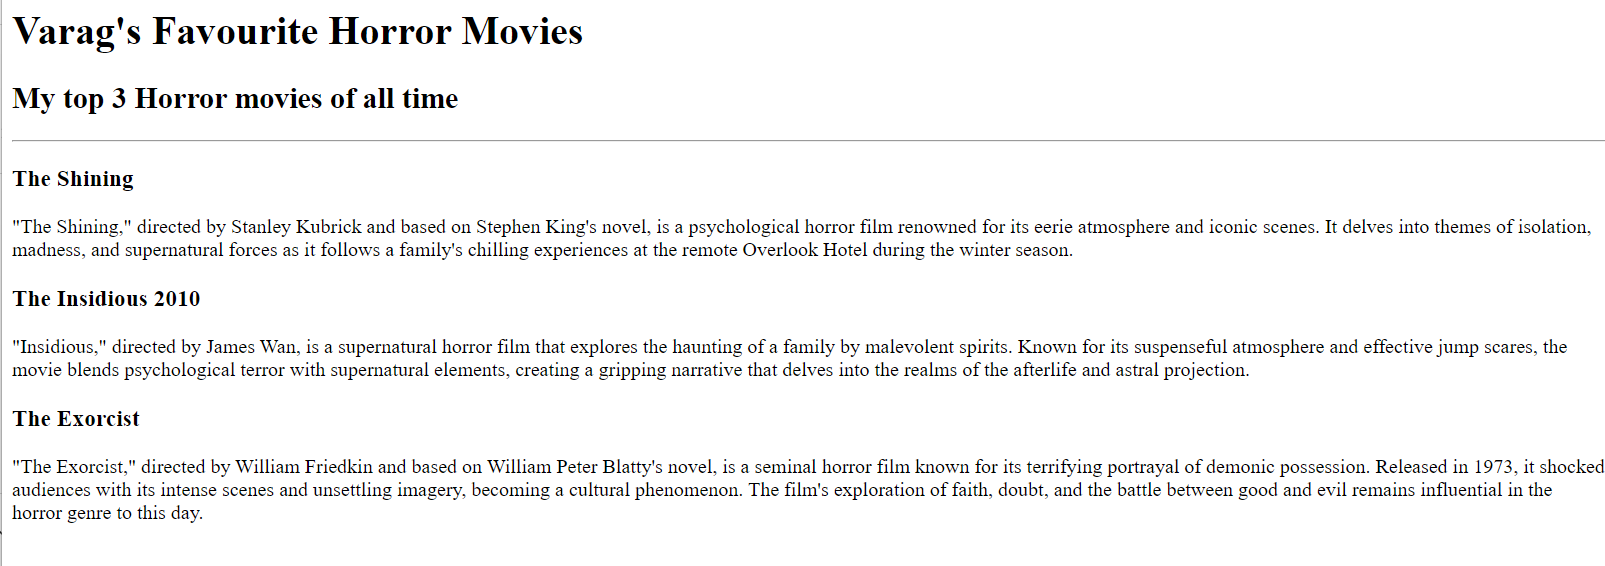 Varag's Favourite Horror Movies
My top 3 Horror movies of all time
The Shining
"The Shining," directed by Stanley Kubrick and based on Stephen King's novel, is a psychological horror film renowned for its eerie atmosphere and iconic scenes. It delves into themes of isolation,
madness, and supernatural forces as it follows a family's chilling experiences at the remote Overlook Hotel during the winter season.
The Insidious 2010
"Insidious," directed by James Wan, is a supernatural horror film that explores the haunting of a family by malevolent spirits. Known for its suspenseful atmosphere and effective jump scares, the
movie blends psychological terror with supernatural elements, creating a gripping narrative that delves into the realms of the afterlife and astral projection.
The Exorcist
"The Exorcist," directed by William Friedkin and based on William Peter Blatty's novel, is a seminal horror film known for its terrifying portrayal of demonic possession. Released in 1973, it shocked
audiences with its intense scenes and unsettling imagery, becoming a cultural phenomenon. The film's exploration of faith, doubt, and the battle between good and evil remains influential in the
horror genre to this day.